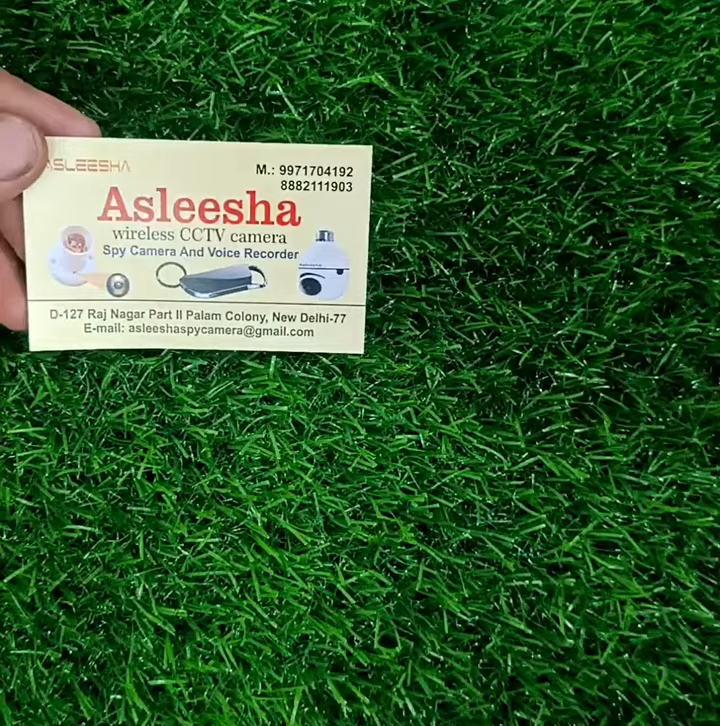 ASLEESHA
M.: 9971704192
8882111903
Asleesha
wireless CCTV camera
Spy Camera And Voice Recorder
D-127 Raj Nagar Part II Palam Colony, New Delhi-77
E-mail: asleeshaspycamera@gmail.com